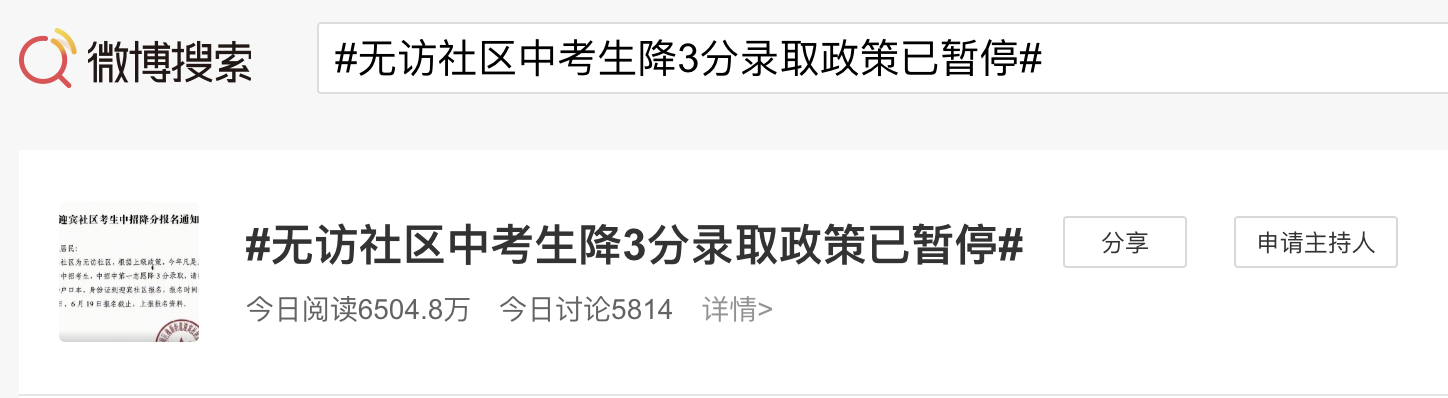 微博搜索
#无访社区中考生降3分录取政策已暂停#
迎宾社区考生中招降分报名通知
居民:
社区为无访社区,根据上级政策,今年凡是
中招考生,中招中第一志愿降3分录取,请
户口本、身份证到迎宾社区报名,报名时间
日,6月19日报名截止,上报报名资料。
#无访社区中考生降3分录取政策已暂停#
分享
申请主持人
今日阅读6504.8万 今日讨论5814 详情>